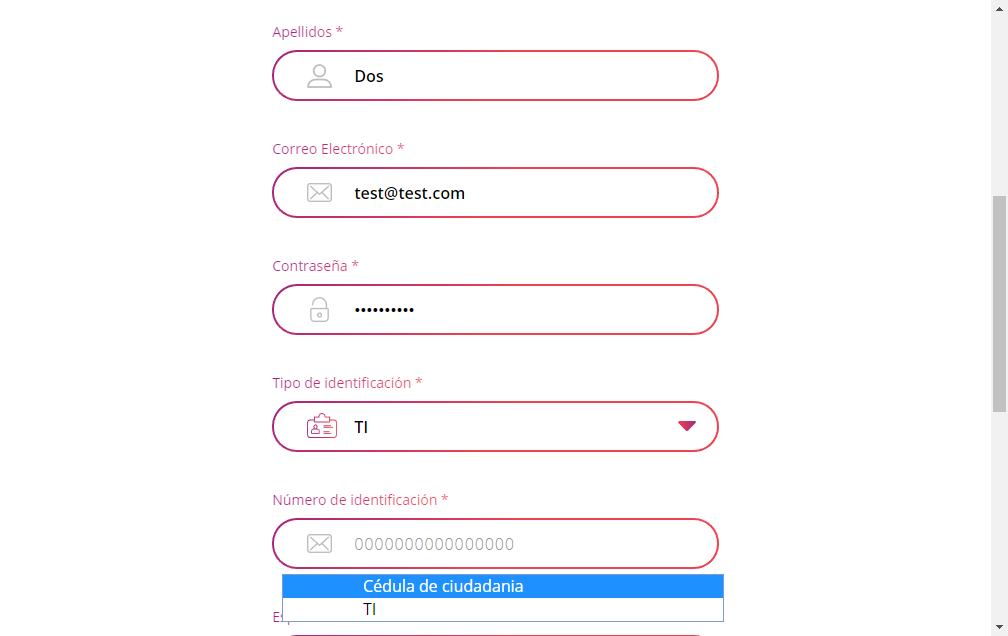 Apellidos *
Dos
Correo Electrónico *
test@test.com
Contraseña *
••••••••••
Tipo de identificación *
TI
Número de identificación *
0000000000000000
Cédula de ciudadania
TI